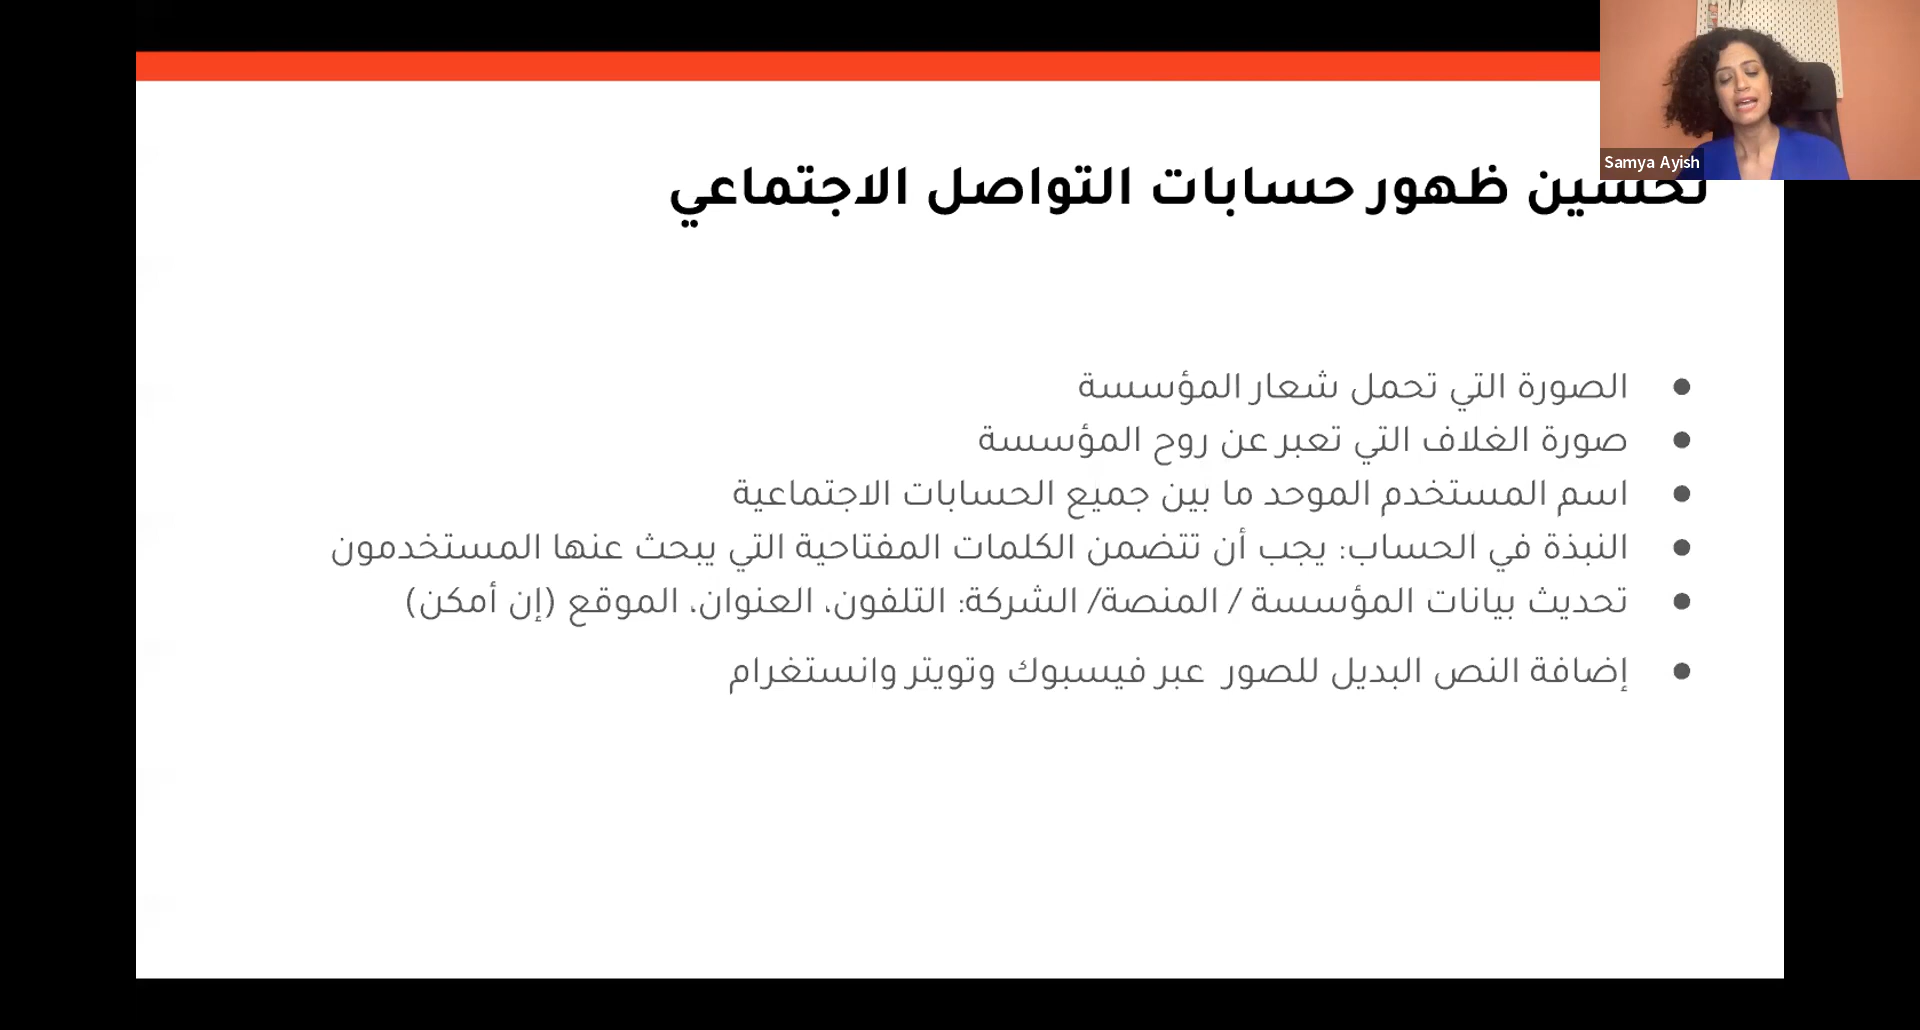 Samya Ayish
تحسين ظهور حسابات التواصل الاجتماعي
● الصورة التي تحمل شعار المؤسسة
● صورة الغلاف التي تعبر عن روح المؤسسة
● اسم المستخدم الموحد ما بين جميع الحسابات الاجتماعية
● النبذة في الحساب: يجب أن تتضمن الكلمات المفتاحية التي يبحث عنها المستخدمون
● تحديث بيانات المؤسسة / المنصة/ الشركة: التلفون، العنوان، الموقع (إن أمكن)
● إضافة النص البديل للصور عبر فيسبوك وتويتر وانستغرام